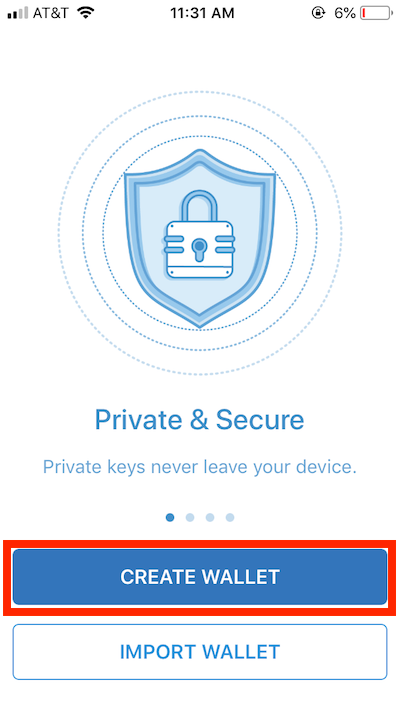 AT&T 11:31 AM 6%
Private & Secure
Private keys never leave your device.
CREATE WALLET
IMPORT WALLET